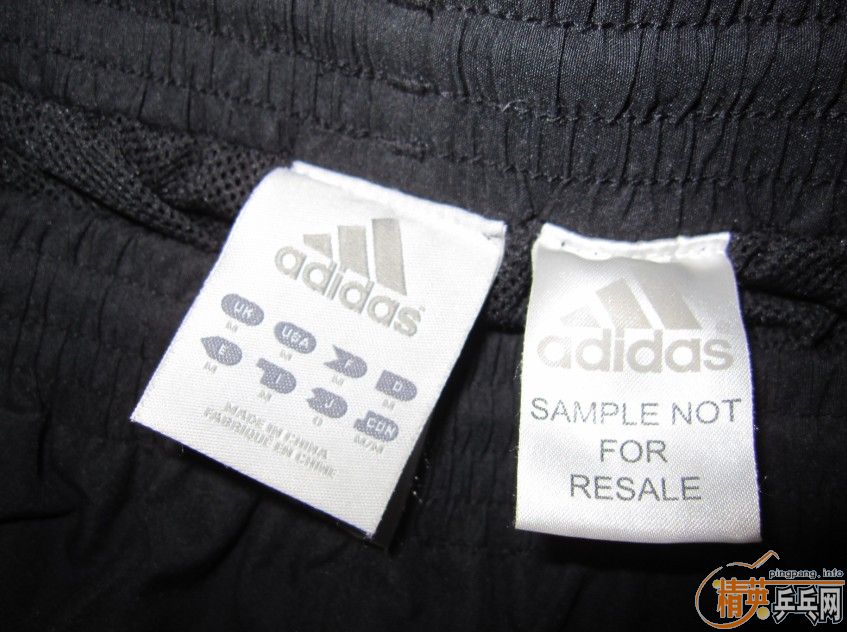 adidas
UK
M
USA
M
F
M
D
M
E
M
I
M
J
O
CDN
M/M
MADE IN CHINA
FABRIQUE EN CHINE
adidas
SAMPLE NOT
FOR
RESALE
pingpang.info
精英乒乓网